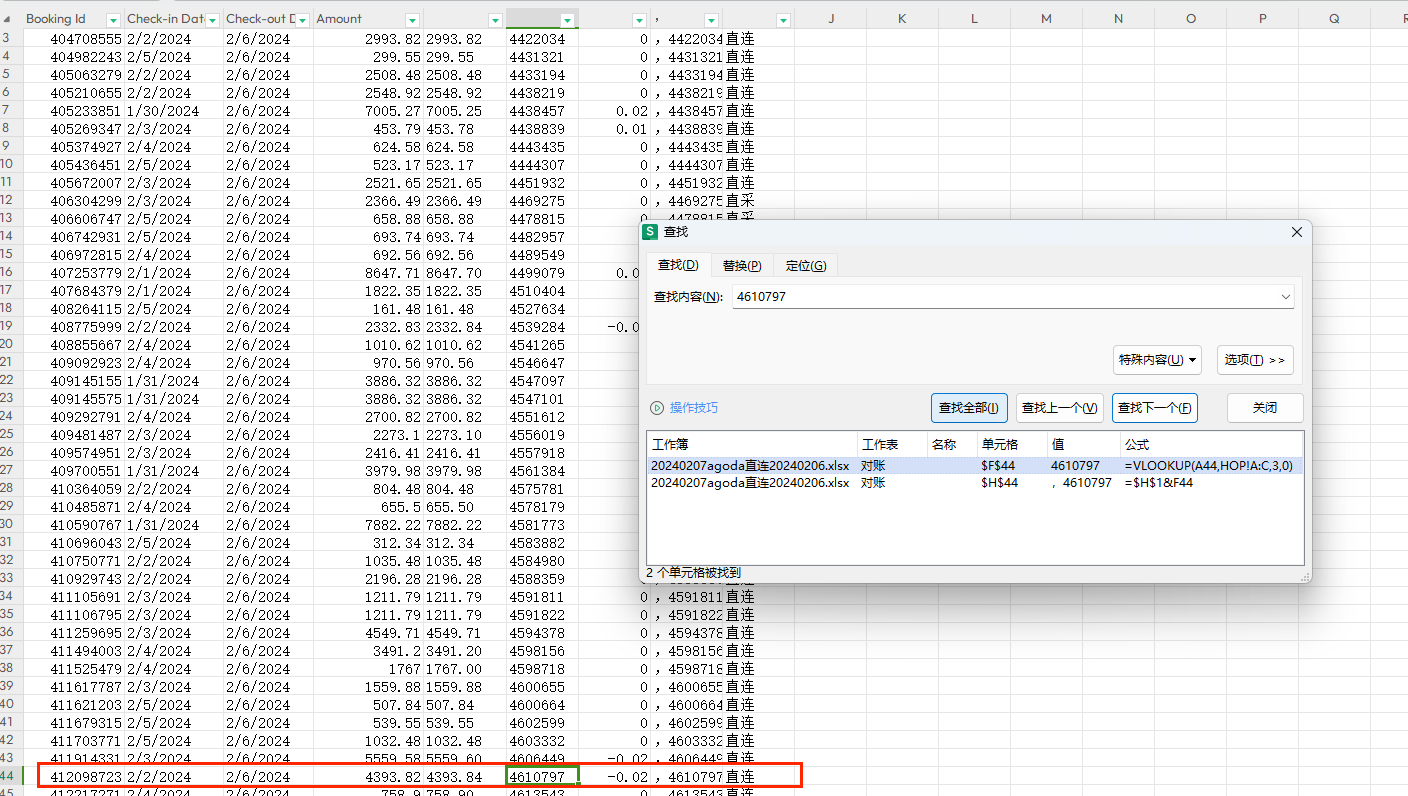 Booking Id Check-in Dat Check-out D Amount , J K L M N O P Q R
3 404708555 2/2/2024 2/6/2024 2993.82 2993.82 4422034 0 ，4422034 直连
4 404982243 2/5/2024 2/6/2024 299.55 299.55 4431321 0 ，4431321 直连
5 405063279 2/2/2024 2/6/2024 2508.48 2508.48 4433194 0 ，4433194 直连
6 405210655 2/2/2024 2/6/2024 2548.92 2548.92 4438219 0 ，4438219 直连
7 405233851 1/30/2024 2/6/2024 7005.27 7005.25 4438457 0.02 ，4438457 直连
8 405269347 2/3/2024 2/6/2024 453.79 453.78 4438839 0.01 ，4438839 直连
9 405374927 2/4/2024 2/6/2024 624.58 624.58 4443435 0 ，4443435 直连
10 405436451 2/5/2024 2/6/2024 523.17 523.17 4444307 0 ，4444307 直连
11 405672007 2/3/2024 2/6/2024 2521.65 2521.65 4451932 0 ，4451932 直连
12 406304299 2/3/2024 2/6/2024 2366.49 2366.49 4469275 0 ，4469275 直采
13 406606747 2/5/2024 2/6/2024 658.88 658.88 4478815 0 ，4478815 直采
14 406742931 2/5/2024 2/6/2024 693.74 693.74 4482957
15 406972815 2/4/2024 2/6/2024 692.56 692.56 4489549
16 407253779 2/1/2024 2/6/2024 8647.71 8647.70 4499079 0.0
17 407684379 2/1/2024 2/6/2024 1822.35 1822.35 4510404
18 408264115 2/5/2024 2/6/2024 161.48 161.48 4527634
19 408775999 2/2/2024 2/6/2024 2332.83 2332.84 4539284 -0.0
20 408855667 2/4/2024 2/6/2024 1010.62 1010.62 4541265
21 409092923 2/4/2024 2/6/2024 970.56 970.56 4546647
22 409145155 1/31/2024 2/6/2024 3886.32 3886.32 4547097
23 409145575 1/31/2024 2/6/2024 3886.32 3886.32 4547101
24 409292791 2/4/2024 2/6/2024 2700.82 2700.82 4551612
25 409481487 2/3/2024 2/6/2024 2273.1 2273.10 4556019
26 409574951 2/3/2024 2/6/2024 2416.41 2416.41 4557918
27 409700551 1/31/2024 2/6/2024 3979.98 3979.98 4561384
28 410364059 2/2/2024 2/6/2024 804.48 804.48 4575781
29 410485871 2/4/2024 2/6/2024 655.5 655.50 4578179
30 410590767 1/31/2024 2/6/2024 7882.22 7882.22 4581773
31 410696043 2/5/2024 2/6/2024 312.34 312.34 4583882
32 410750771 2/2/2024 2/6/2024 1035.48 1035.48 4584980
33 410929743 2/2/2024 2/6/2024 2196.28 2196.28 4588359
34 411105691 2/3/2024 2/6/2024 1211.79 1211.79 4591811 0 ，4591811 直连
35 411106795 2/3/2024 2/6/2024 1211.79 1211.79 4591822 0 ，4591822 直连
36 411259695 2/3/2024 2/6/2024 4549.71 4549.71 4594378 0 ，4594378 直连
37 411494003 2/4/2024 2/6/2024 3491.2 3491.20 4598156 0 ，4598156 直连
38 411525479 2/4/2024 2/6/2024 1767 1767.00 4598718 0 ，4598718 直连
39 411617787 2/3/2024 2/6/2024 1559.88 1559.88 4600655 0 ，4600655 直连
40 411621203 2/5/2024 2/6/2024 507.84 507.84 4600664 0 ，4600664 直连
41 411679315 2/5/2024 2/6/2024 539.55 539.55 4602599 0 ，4602599 直连
42 411703771 2/5/2024 2/6/2024 1032.48 1032.48 4603332 0 ，4603332 直连
43 411914331 2/2/2024 2/6/2024 5559.58 5559.60 4606449 -0.02 ，4606449 直连
44 412098723 2/2/2024 2/6/2024 4393.82 4393.84 4610797 -0.02 ，4610797 直连
45 412217271 2/4/2024 2/6/2024 758.9 758.90 4613543 0 ，4613543 直连
S 查找
查找(D) 替换(P) 定位(G)
查找内容(N): 4610797
特殊内容(U) 选项(T) >>
操作技巧 查找全部(I) 查找上一个(V) 查找下一个(F) 关闭
工作簿 工作表 名称 单元格 值 公式
20240207agoda直连20240206.xlsx 对账 $F$44 4610797 =VLOOKUP(A44,HOP!A:C,3,0)
20240207agoda直连20240206.xlsx 对账 $H$44 ，4610797 =$H$1&F44
2 个单元格被找到